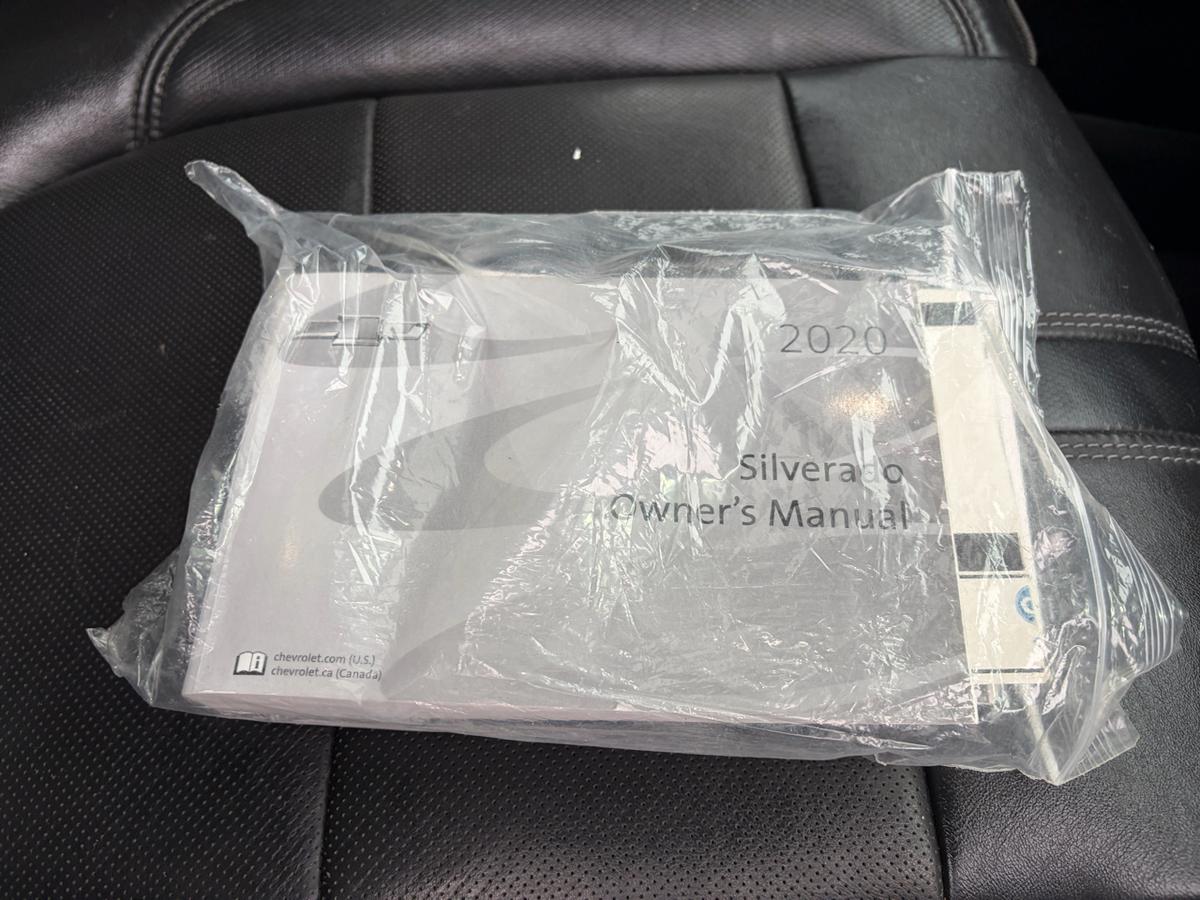 2020
Silverado
Owner's Manual
chevrolet.com (U.S.)
chevrolet.ca (Canada)